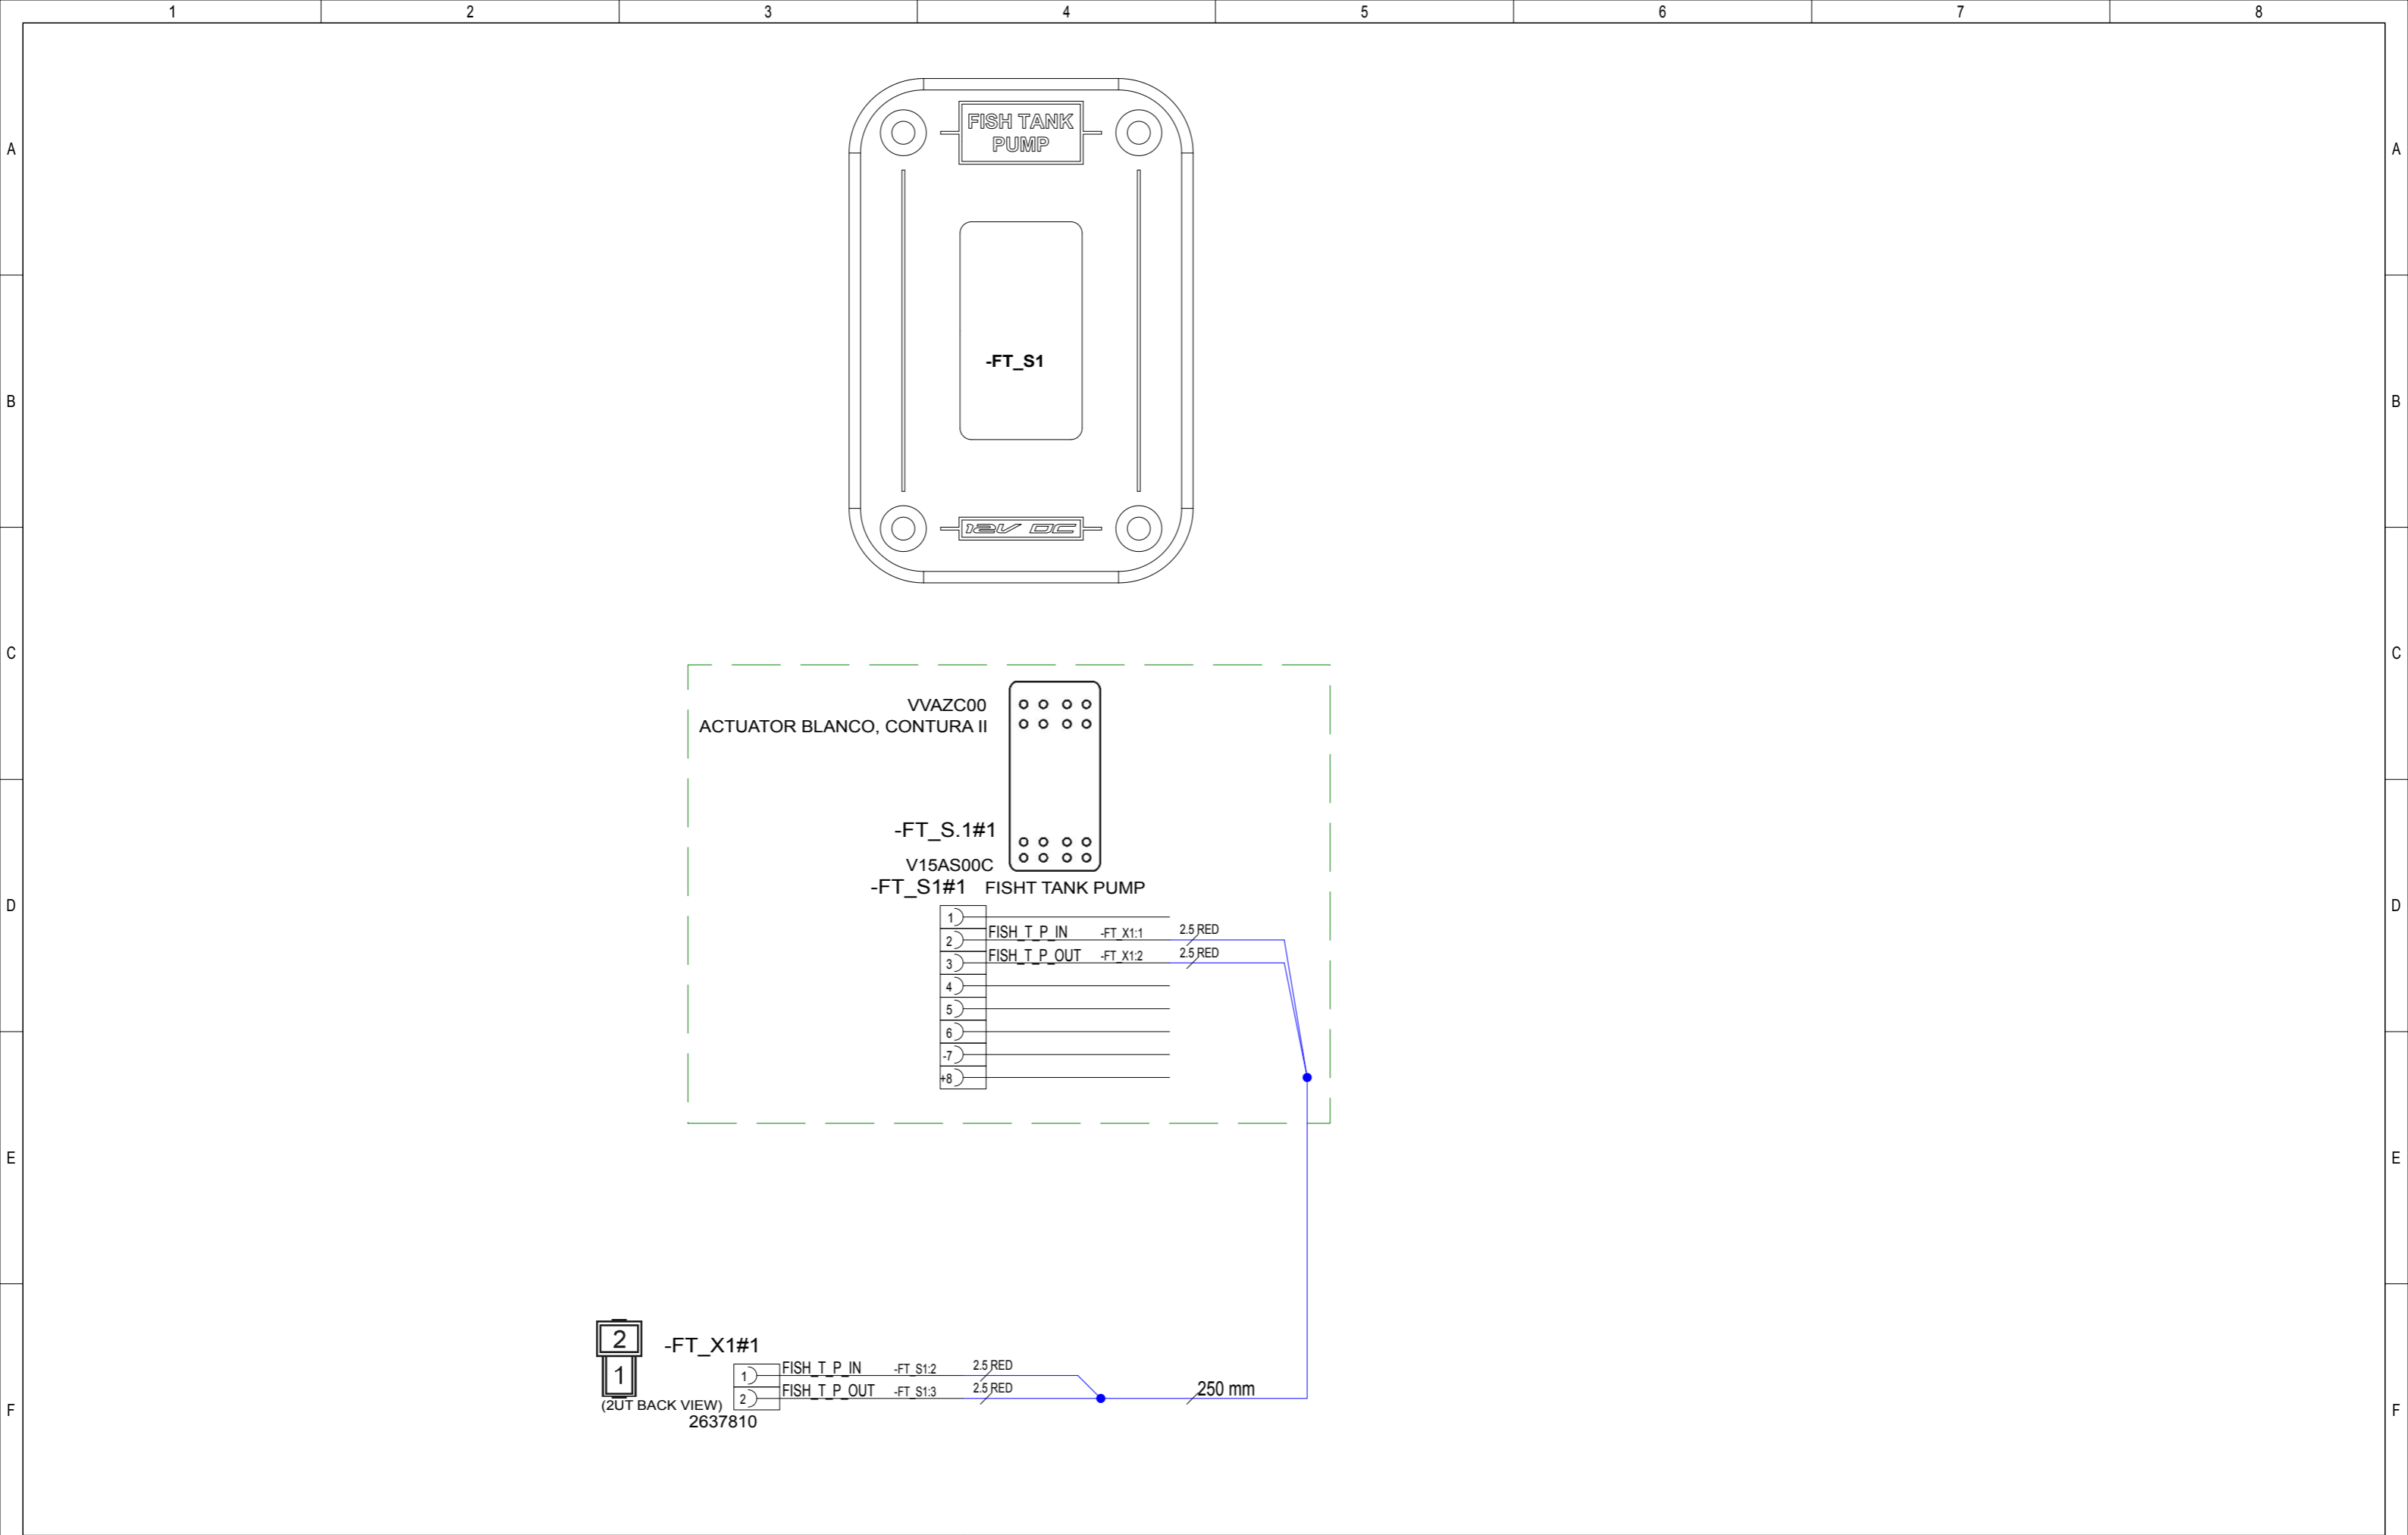 1 2 3 4 5 6 7 8
A A
FISH TANK
PUMP
B B
-FT_S1
12V DC
C C
VVAZC00
ACTUATOR BLANCO, CONTURA II
-FT_S.1#1
V15AS00C
-FT_S1#1 FISHT TANK PUMP
D D
1
2 FISH_T_P_IN -FT_X1:1 2.5 RED
3 FISH_T_P_OUT -FT_X1:2 2.5 RED
4
5
6
-7
+8
E E
2
1
-FT_X1#1
1 FISH_T_P_IN -FT_S1:2 2.5 RED
2 FISH_T_P_OUT -FT_S1:3 2.5 RED 250 mm
(2UT BACK VIEW)
2637810
F F